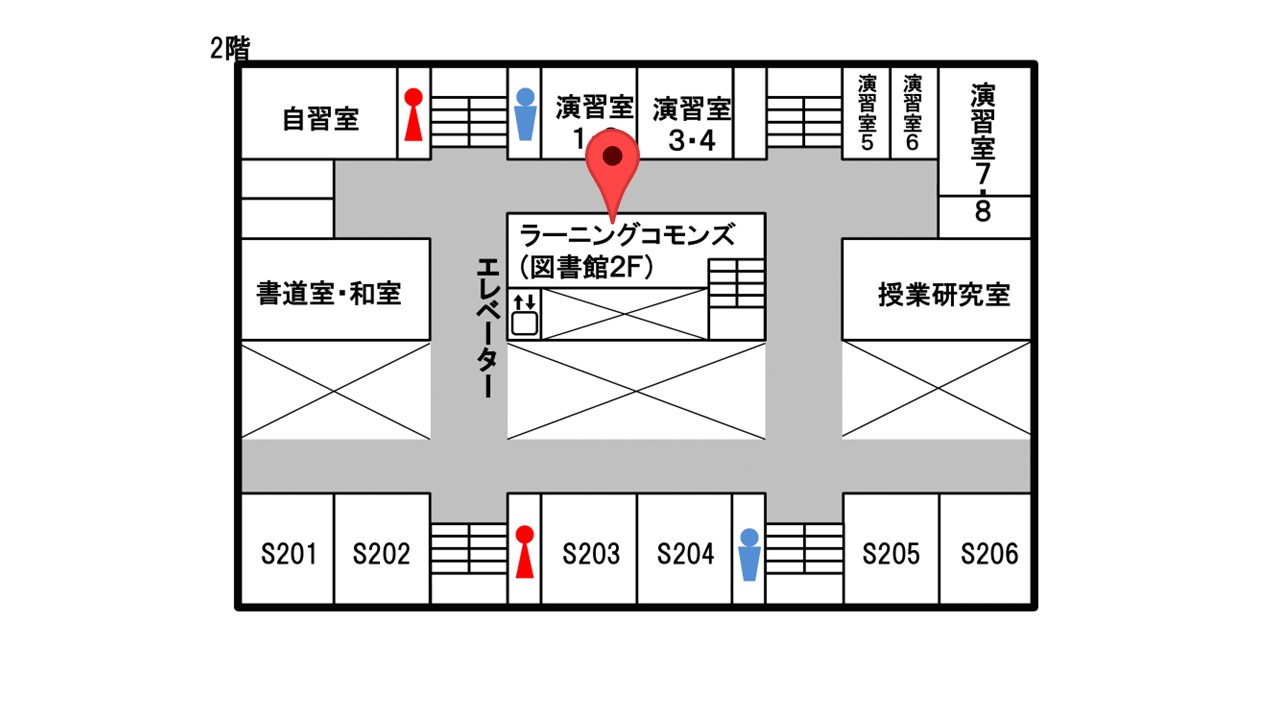 2階
自習室
演習室
1
演習室
3・4
演習室5
演習室6
演習室7・8
ラーニングコモンズ
(図書館2F)
エレベーター
書道室・和室
授業研究室
S201
S202
S203
S204
S205
S206